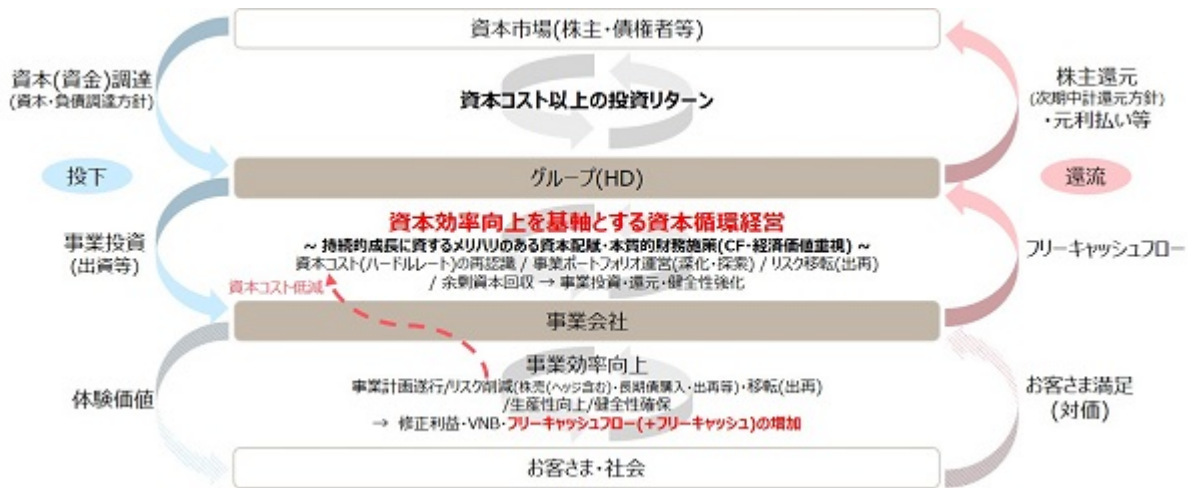 資本市場(株主・債権者等)
資本(資金)調達
(資本・負債調達方針)
資本コスト以上の投資リターン
株主還元
(次期中計還元方針)
・元利払い等
投下
グループ(HD)
還流
事業投資
(出資等)
資本効率向上を基軸とする資本循環経営
~ 持続的成長に資するメリハリのある資本配賦・本質的財務施策(CF・経済価値重視) ~
資本コスト(ハードルレート)の再認識 / 事業ポートフォリオ運営(深化・探索) / リスク移転(出再)
/ 余剰資本回収 → 事業投資・還元・健全性強化
フリーキャッシュフロー
資本コスト低減
事業会社
体験価値
事業効率向上
事業計画遂行/リスク削減(株売(ヘッジ含む)・長期債購入・出再等)・移転(出再)
/生産性向上/健全性確保
→ 修正利益・VNB・フリーキャッシュフロー(+フリーキャッシュ)の増加
お客さま満足
(対価)
お客さま・社会